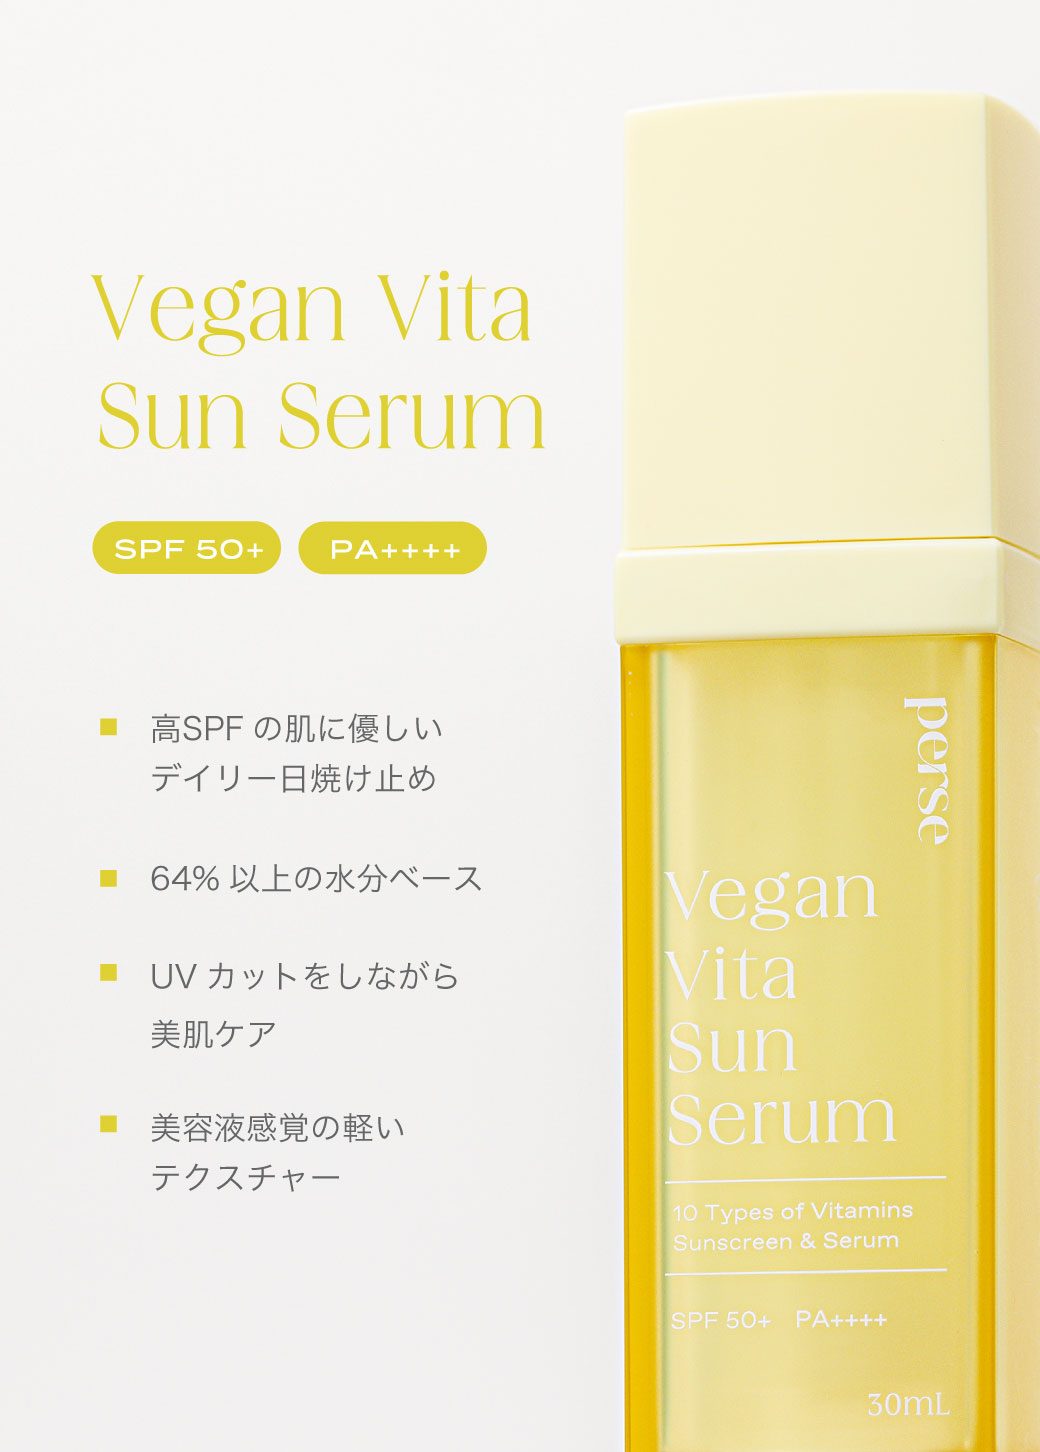 Vegan Vita
Sun Serum
SPF 50+
PA++++
高SPF の肌に優しい
デイリー日焼け止め
64% 以上の水分ベース
UV カットをしながら
美肌ケア
美容液感覚の軽い
テクスチャー
perse
Vegan
Vita
Sun
Serum
10 Types of Vitamins
Sunscreen & Serum
SPF 50+ PA++++
30mL